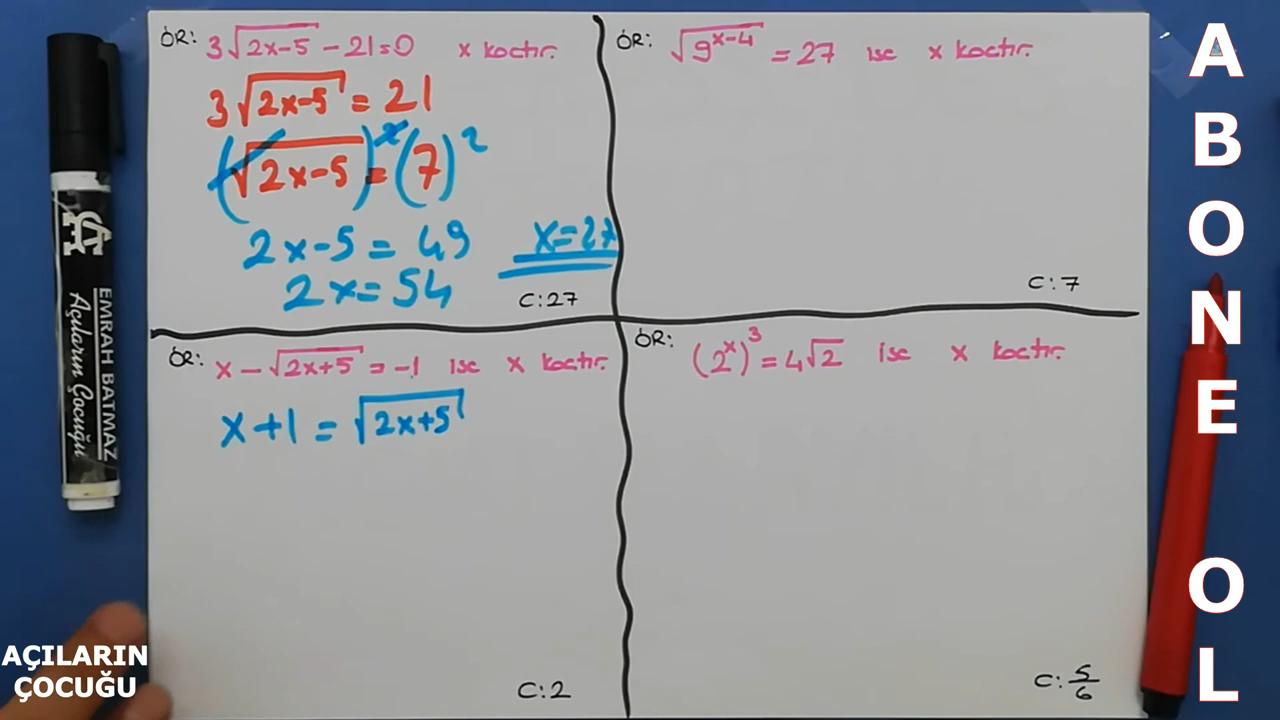 ÖR: 3√(2x-5) - 21=0 x kaçtır.
3√(2x-5) = 21
(√(2x-5))² = (7)²
2x-5 = 49
2x = 54
x=27
C:27
ÖR: √(9^(x-4)) = 27 ise x kaçtır.
C:7
ÖR: x - √(2x+5) = -1 ise x kaçtır.
x+1 = √(2x+5)
C:2
ÖR: (2^x)³ = 4√2 ise x kaçtır.
C: 5/6
EMRAH BATMAZ
Açıların Çocuğu
AÇILARIN
ÇOCUĞU
ABONE OL